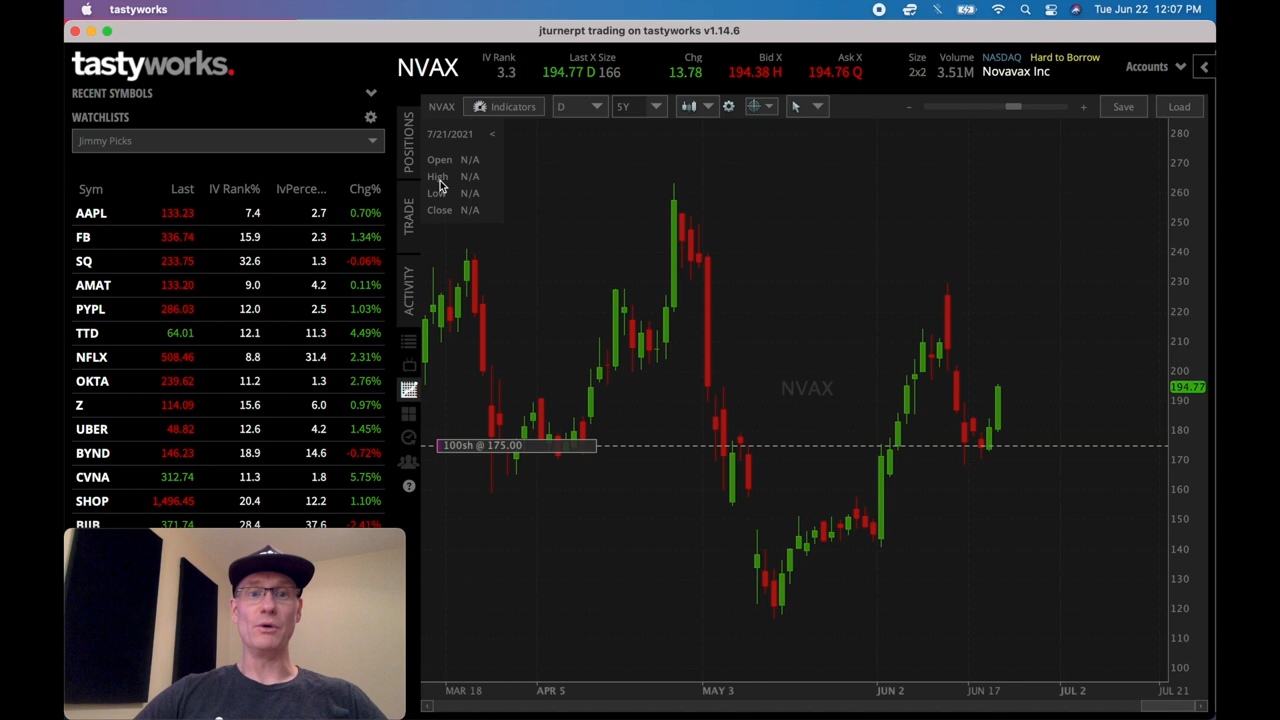 tastyworks
Tue Jun 22 12:07 PM
jturnerpt trading on tastyworks v1.14.6
tastyworks.
RECENT SYMBOLS
WATCHLISTS
Jimmy Picks
Sym Last IV Rank% IvPerce... Chg%
AAPL 133.23 7.4 2.7 0.70%
FB 336.74 15.9 2.3 1.34%
SQ 233.75 32.6 1.3 -0.06%
AMAT 133.20 9.0 4.2 0.11%
PYPL 286.03 12.0 2.5 1.03%
TTD 64.01 12.1 11.3 4.49%
NFLX 508.46 8.8 31.4 2.31%
OKTA 239.62 11.2 1.3 2.76%
Z 114.09 15.6 6.0 0.97%
UBER 48.82 12.6 4.2 1.45%
BYND 146.23 18.9 14.6 -0.72%
CVNA 312.74 11.3 1.8 5.75%
SHOP 1,496.45 20.4 12.2 1.10%
BIIB 371.74 28.4 37.6 -2.41%
NVAX
IV Rank Last X Size Chg Bid X Ask X Size Volume NASDAQ Hard to Borrow
3.3 194.77 D 166 13.78 194.38 H 194.76 Q 2x2 3.51M Novavax Inc
Accounts
POSITIONS
TRADE
ACTIVITY
NVAX Indicators D 5Y - + Save Load
7/21/2021 <
Open N/A
High N/A
Low N/A
Close N/A
NVAX
100sh @ 175.00
280
270
260
250
240
230
220
210
200
194.77
190
180
170
160
150
140
130
120
110
100
MAR 18 APR 5 MAY 3 JUN 2 JUN 17 JUL 2 JUL 21